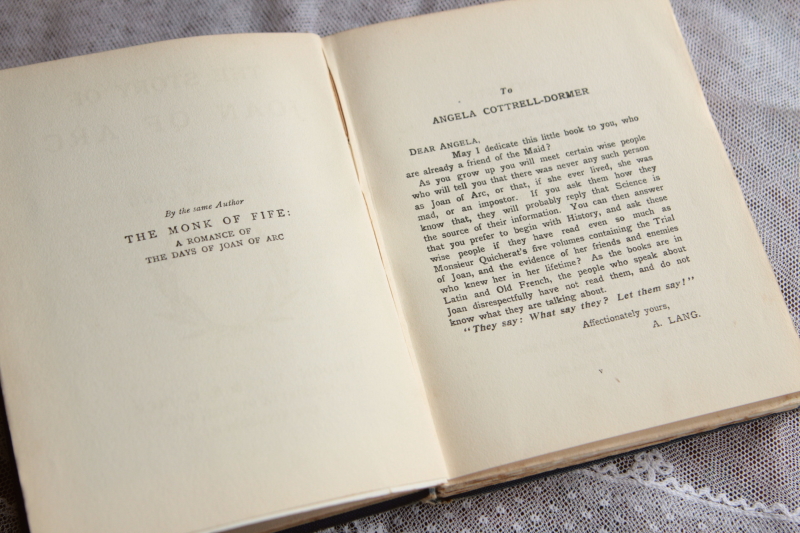 By the same Author
THE MONK OF FIFE:
A ROMANCE OF
THE DAYS OF JOAN OF ARC
To
ANGELA COTTRELL-DORMER
DEAR ANGELA,
May I dedicate this little book to you, who
are already a friend of the Maid?
As you grow up you will meet certain wise people
who will tell you that there was never any such person
as Joan of Arc, or that, if she ever lived, she was
mad, or an impostor. If you ask them how they
know that, they will probably reply that Science is
the source of their information. You can then answer
that you prefer to begin with History, and ask these
wise people if they have read even so much as
Monsieur Quicherat's five volumes containing the Trial
of Joan, and the evidence of her friends and enemies
who knew her in her lifetime? As the books are in
Latin and Old French, the people who speak about
Joan disrespectfully have not read them, and do not
know what they are talking about.
"They say: What say they? Let them say!"
Affectionately yours,
A. LANG.